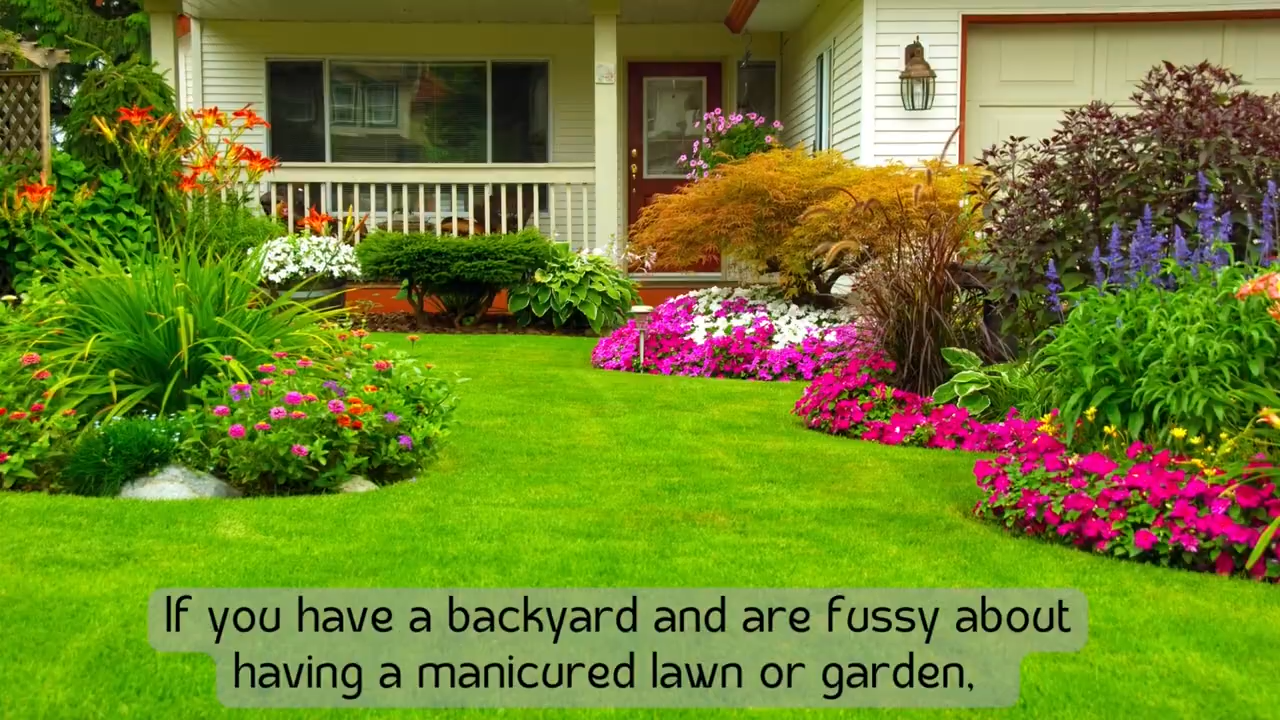 If you have a backyard and are fussy about
having a manicured lawn or garden,